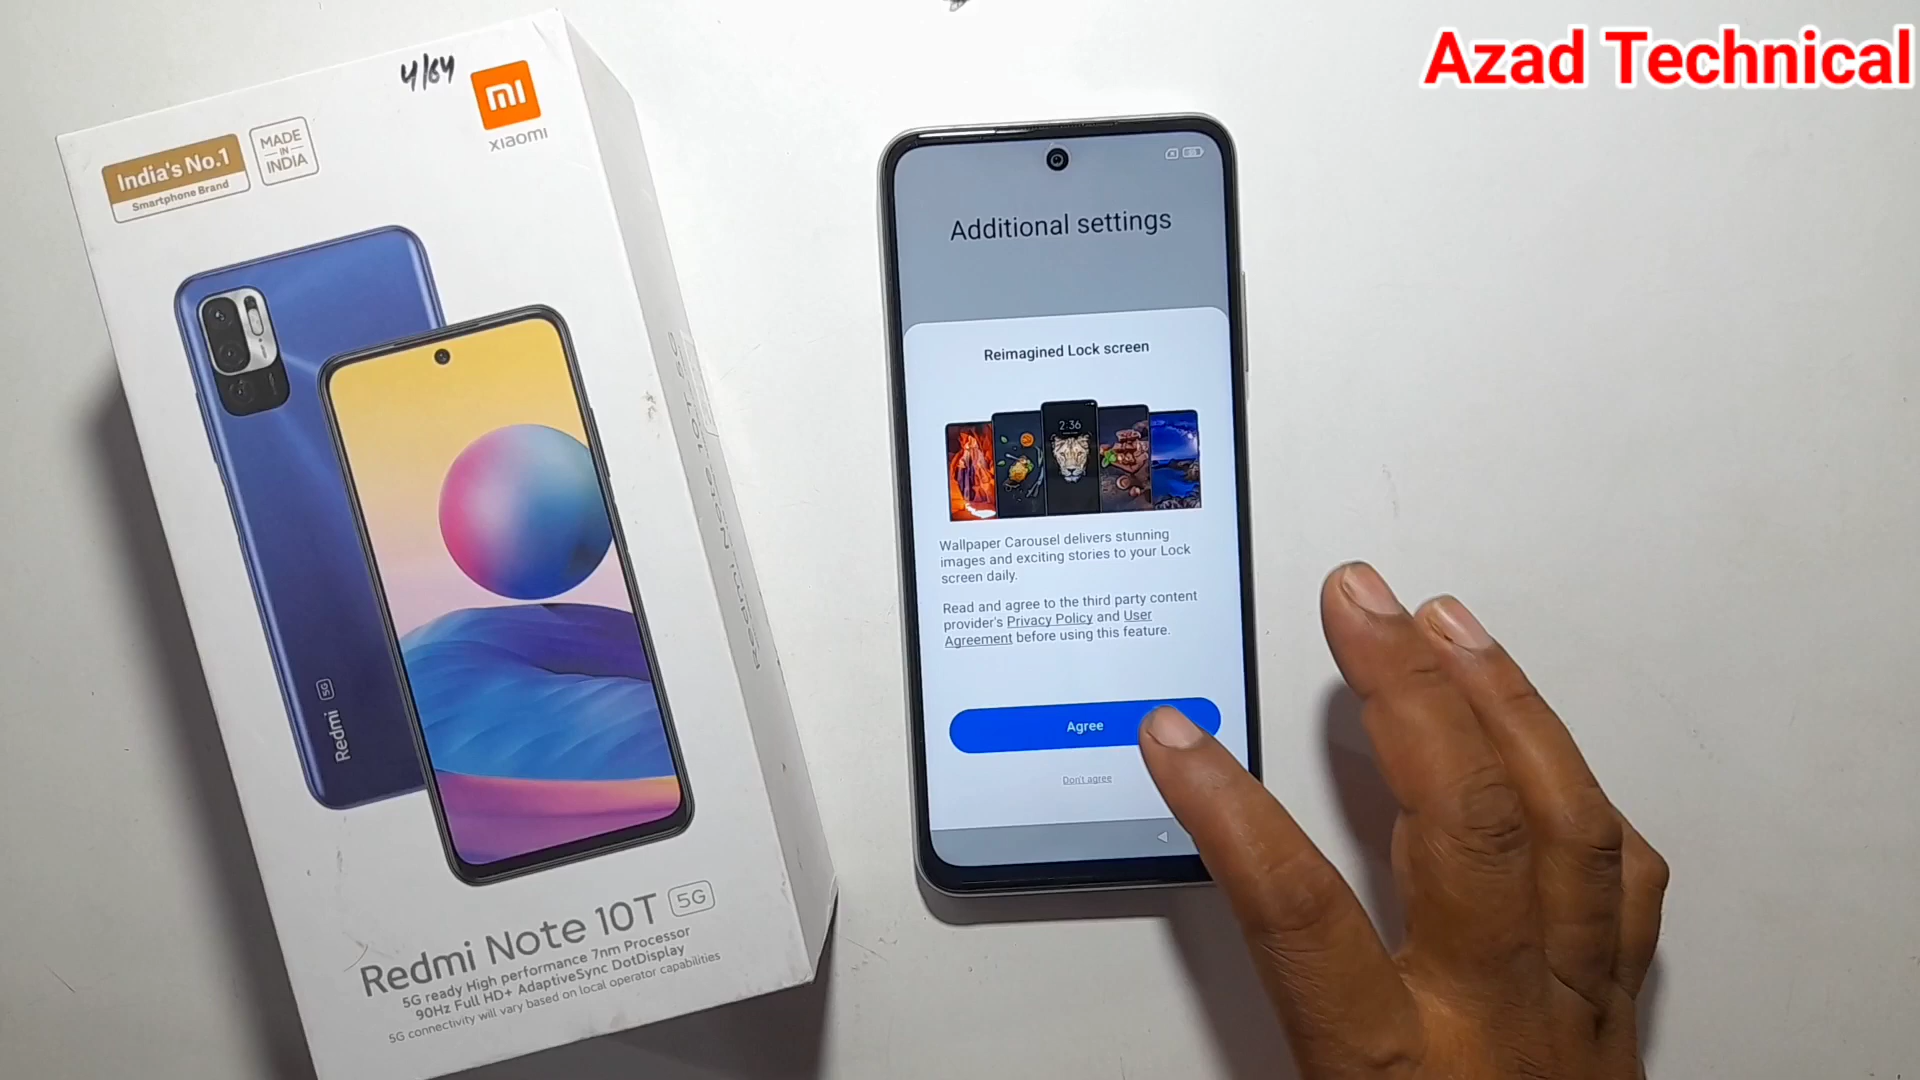 Azad Technical
4/64
mi
xiaomi
India's No.1
Smartphone Brand
MADE
IN
INDIA
Redmi 5G
Redmi Note 10T 5G
5G ready High performance 7nm Processor
90Hz Full HD+ AdaptiveSync DotDisplay
5G connectivity will vary based on local operator capabilities
Redmi Note 10T 5G
Additional settings
Reimagined Lock screen
2:36
Wallpaper Carousel delivers stunning
images and exciting stories to your Lock
screen daily.
Read and agree to the third party content
provider's Privacy Policy and User
Agreement before using this feature.
Agree
Don't agree